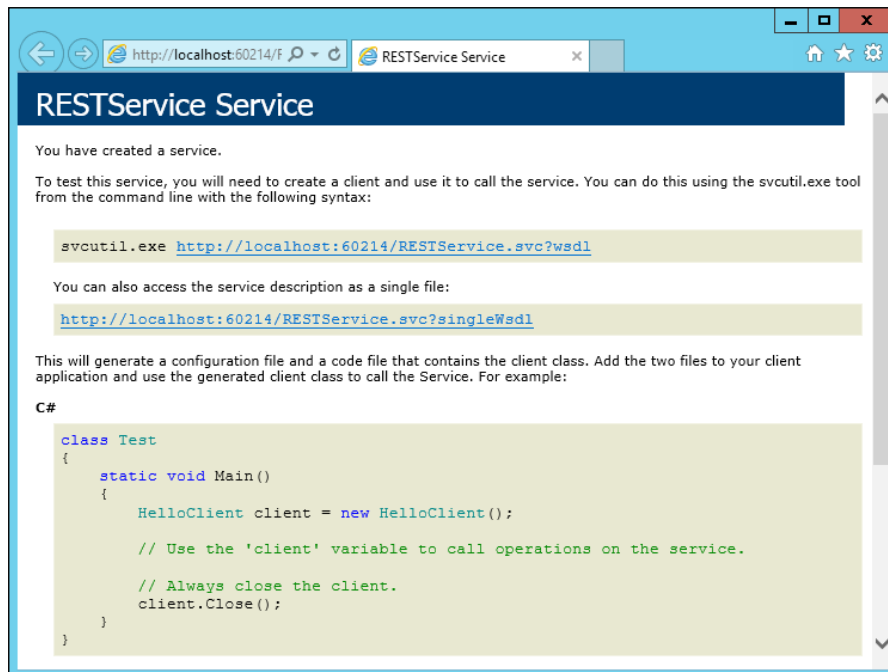 http://localhost:60214/F
RESTService Service
RESTService Service
You have created a service.
To test this service, you will need to create a client and use it to call the service. You can do this using the svcutil.exe tool
from the command line with the following syntax:
svcutil.exe http://localhost:60214/RESTService.svc?wsdl
You can also access the service description as a single file:
http://localhost:60214/RESTService.svc?singleWsdl
This will generate a configuration file and a code file that contains the client class. Add the two files to your client
application and use the generated client class to call the Service. For example:
C#
class Test
{
    static void Main()
    {
        HelloClient client = new HelloClient();
        // Use the 'client' variable to call operations on the service.
        // Always close the client.
        client.Close();
    }
}